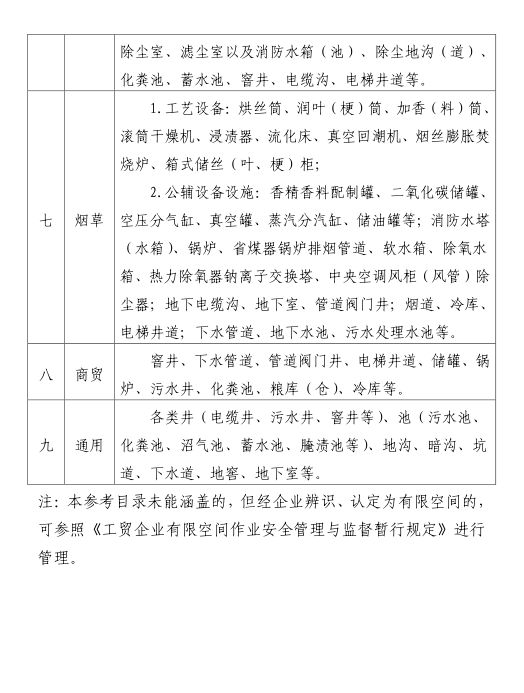 除尘室、滤尘室以及消防水箱（池）、除尘地沟（道）、
化粪池、蓄水池、窖井、电缆沟、电梯井道等。
七
烟草
1.工艺设备：烘丝筒、润叶（梗）筒、加香（料）筒、
滚筒干燥机、浸渍器、流化床、真空回潮机、烟丝膨胀焚
烧炉、箱式储丝（叶、梗）柜；
2.公辅设备设施：香精香料配制罐、二氧化碳储罐、
空压分气缸、真空罐、蒸汽分汽缸、储油罐等；消防水塔
（水箱）、锅炉、省煤器锅炉排烟管道、软水箱、除氧水
箱、热力除氧器钠离子交换塔、中央空调风柜（风管）除
尘器；地下电缆沟、地下室、管道阀门井；烟道、冷库、
电梯井道；下水管道、地下水池、污水处理水池等。
八
商贸
窖井、下水管道、管道阀门井、电梯井道、储罐、锅
炉、污水井、化粪池、粮库（仓）、冷库等。
九
通用
各类井（电缆井、污水井、窖井等）、池（污水池、
化粪池、沼气池、蓄水池、腌渍池等）、地沟、暗沟、坑
道、下水道、地窖、地下室等。
注：本参考目录未能涵盖的，但经企业辨识、认定为有限空间的，
可参照《工贸企业有限空间作业安全管理与监督暂行规定》进行
管理。